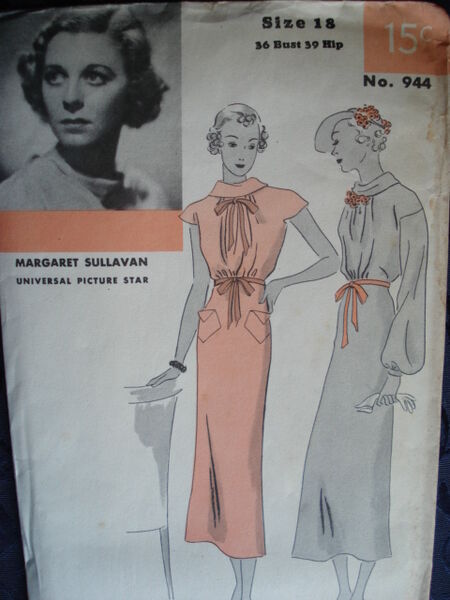 Size 18
36 Bust 39 Hip
15¢
No. 944
MARGARET SULLAVAN
UNIVERSAL PICTURE STAR